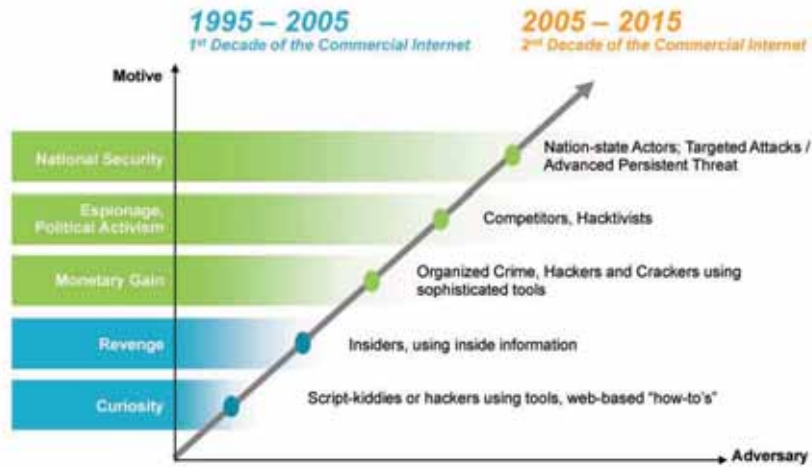 1995 – 2005
1st Decade of the Commercial Internet
2005 – 2015
2nd Decade of the Commercial Internet
Motive
National Security
Nation-state Actors; Targeted Attacks /
Advanced Persistent Threat
Espionage,
Political Activism
Competitors, Hacktivists
Monetary Gain
Organized Crime, Hackers and Crackers using
sophisticated tools
Revenge
Insiders, using inside information
Curiosity
Script-kiddies or hackers using tools, web-based "how-to's"
Adversary